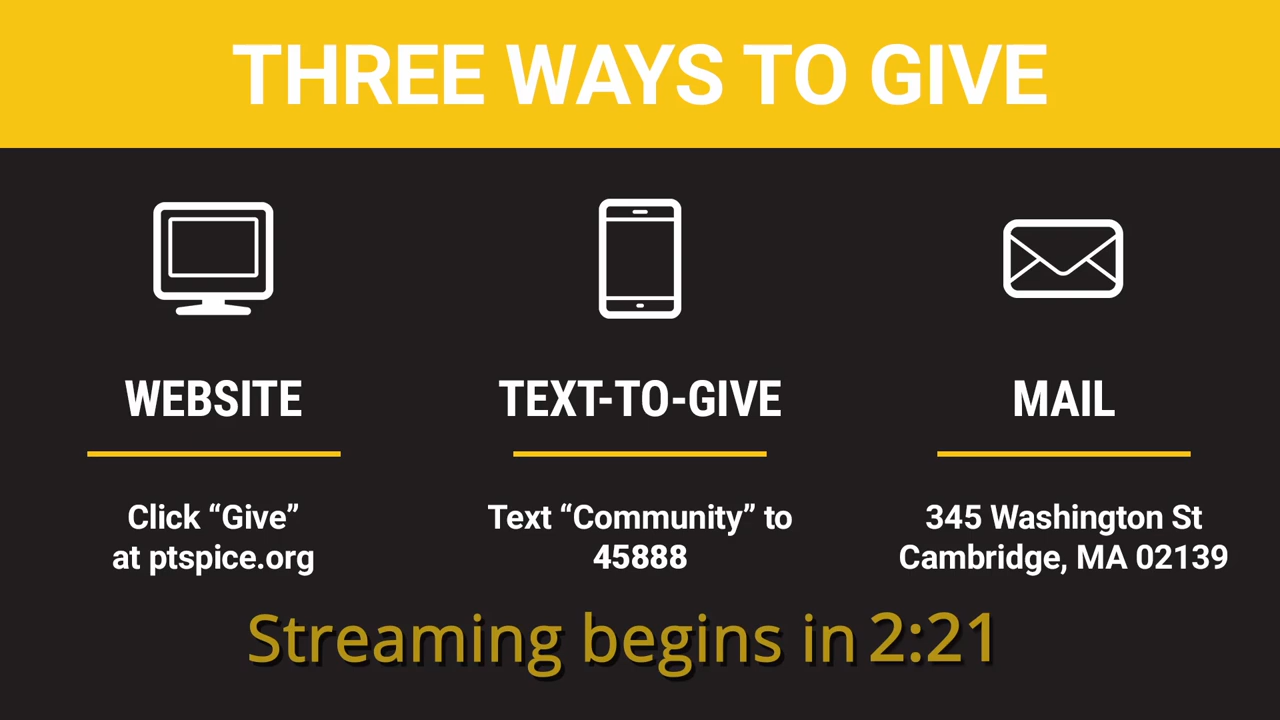 THREE WAYS TO GIVE
WEBSITE
Click “Give”
at ptspice.org
TEXT-TO-GIVE
Text “Community” to
45888
MAIL
345 Washington St
Cambridge, MA 02139
Streaming begins in 2:21